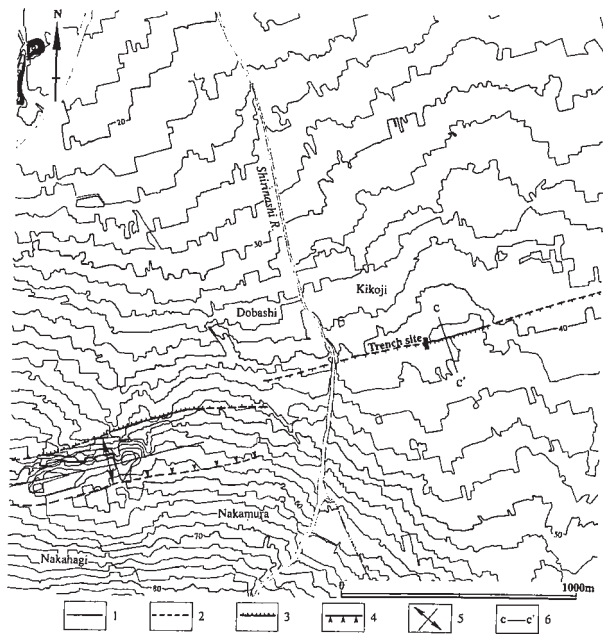 N
20
Shirinashi R.
30
Kikoji
Dobashi
C
40
Trench site
C'
Nakamura
70
50
Nakahagi
80
0
1000m
1
2
3
4
5
c c' 6